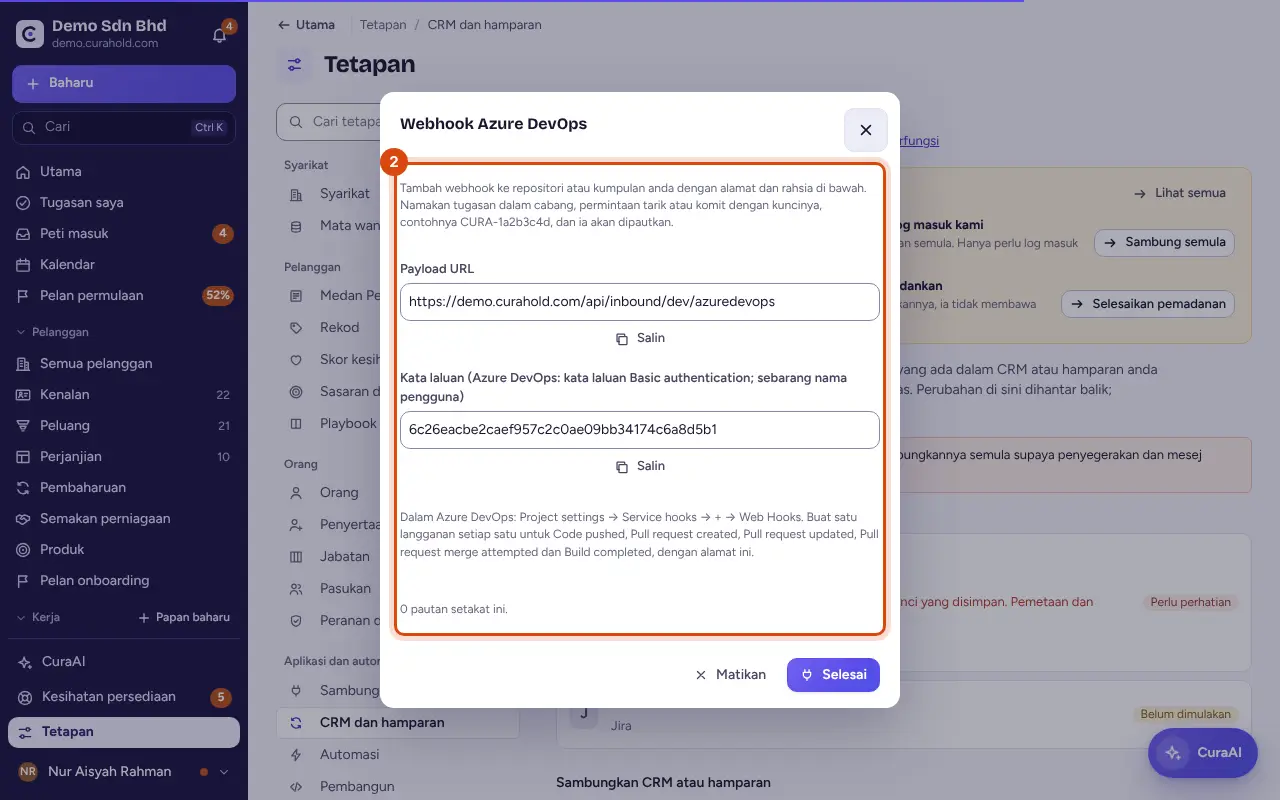 Demo Sdn Bhd
demo.curahold.com
4
Baharu
Cari
Ctrl K
Utama
Tugasan saya
Peti masuk
4
Kalendar
Pelan permulaan
52%
Pelanggan
Semua pelanggan
Kenalan
22
Peluang
21
Perjanjian
10
Pembaharuan
Semakan perniagaan
Produk
Pelan onboarding
Kerja
Papan baharu
CuraAI
Kesihatan persediaan
5
Tetapan
NR
Nur Aisyah Rahman
← Utama
Tetapan / CRM dan hamparan
Tetapan
Cari tetapa
Syarikat
Syarikat
Mata wan
Pelanggan
Medan Pe
Rekod
Skor kesih
Sasaran d
Playbook
Orang
Orang
Penyertaa
Jabatan
Pasukan
Peranan d
Aplikasi dan autor
Sambung
CRM dan hamparan
Automasi
Pembangun
Webhook Azure DevOps
2
Tambah webhook ke repositori atau kumpulan anda dengan alamat dan rahsia di bawah.
Namakan tugasan dalam cabang, permintaan tarik atau komit dengan kuncinya,
contohnya CURA-1a2b3c4d, dan ia akan dipautkan.
Payload URL
https://demo.curahold.com/api/inbound/dev/azuredevops
Salin
Kata laluan (Azure DevOps: kata laluan Basic authentication; sebarang nama
pengguna)
6c26eacbe2caef957c2c0ae09bb34174c6a8d5b1
Salin
Dalam Azure DevOps: Project settings → Service hooks → + → Web Hooks. Buat satu
langganan setiap satu untuk Code pushed, Pull request created, Pull request updated, Pull
request merge attempted dan Build completed, dengan alamat ini.
0 pautan setakat ini.
Matikan
Selesai
rfungsi
→ Lihat semua
og masuk kami
an semula. Hanya perlu log masuk
→ Sambung semula
dankan
kannya, ia tidak membawa
→ Selesaikan pemadanan
yang ada dalam CRM atau hamparan anda
as. Perubahan di sini dihantar balik;
bungkannya semula supaya penyegerakan dan mesej
nci yang disimpan. Pemetaan dan
Perlu perhatian
J
Jira
Belum dimulakan
CuraAI
Sambungkan CRM atau hamparan